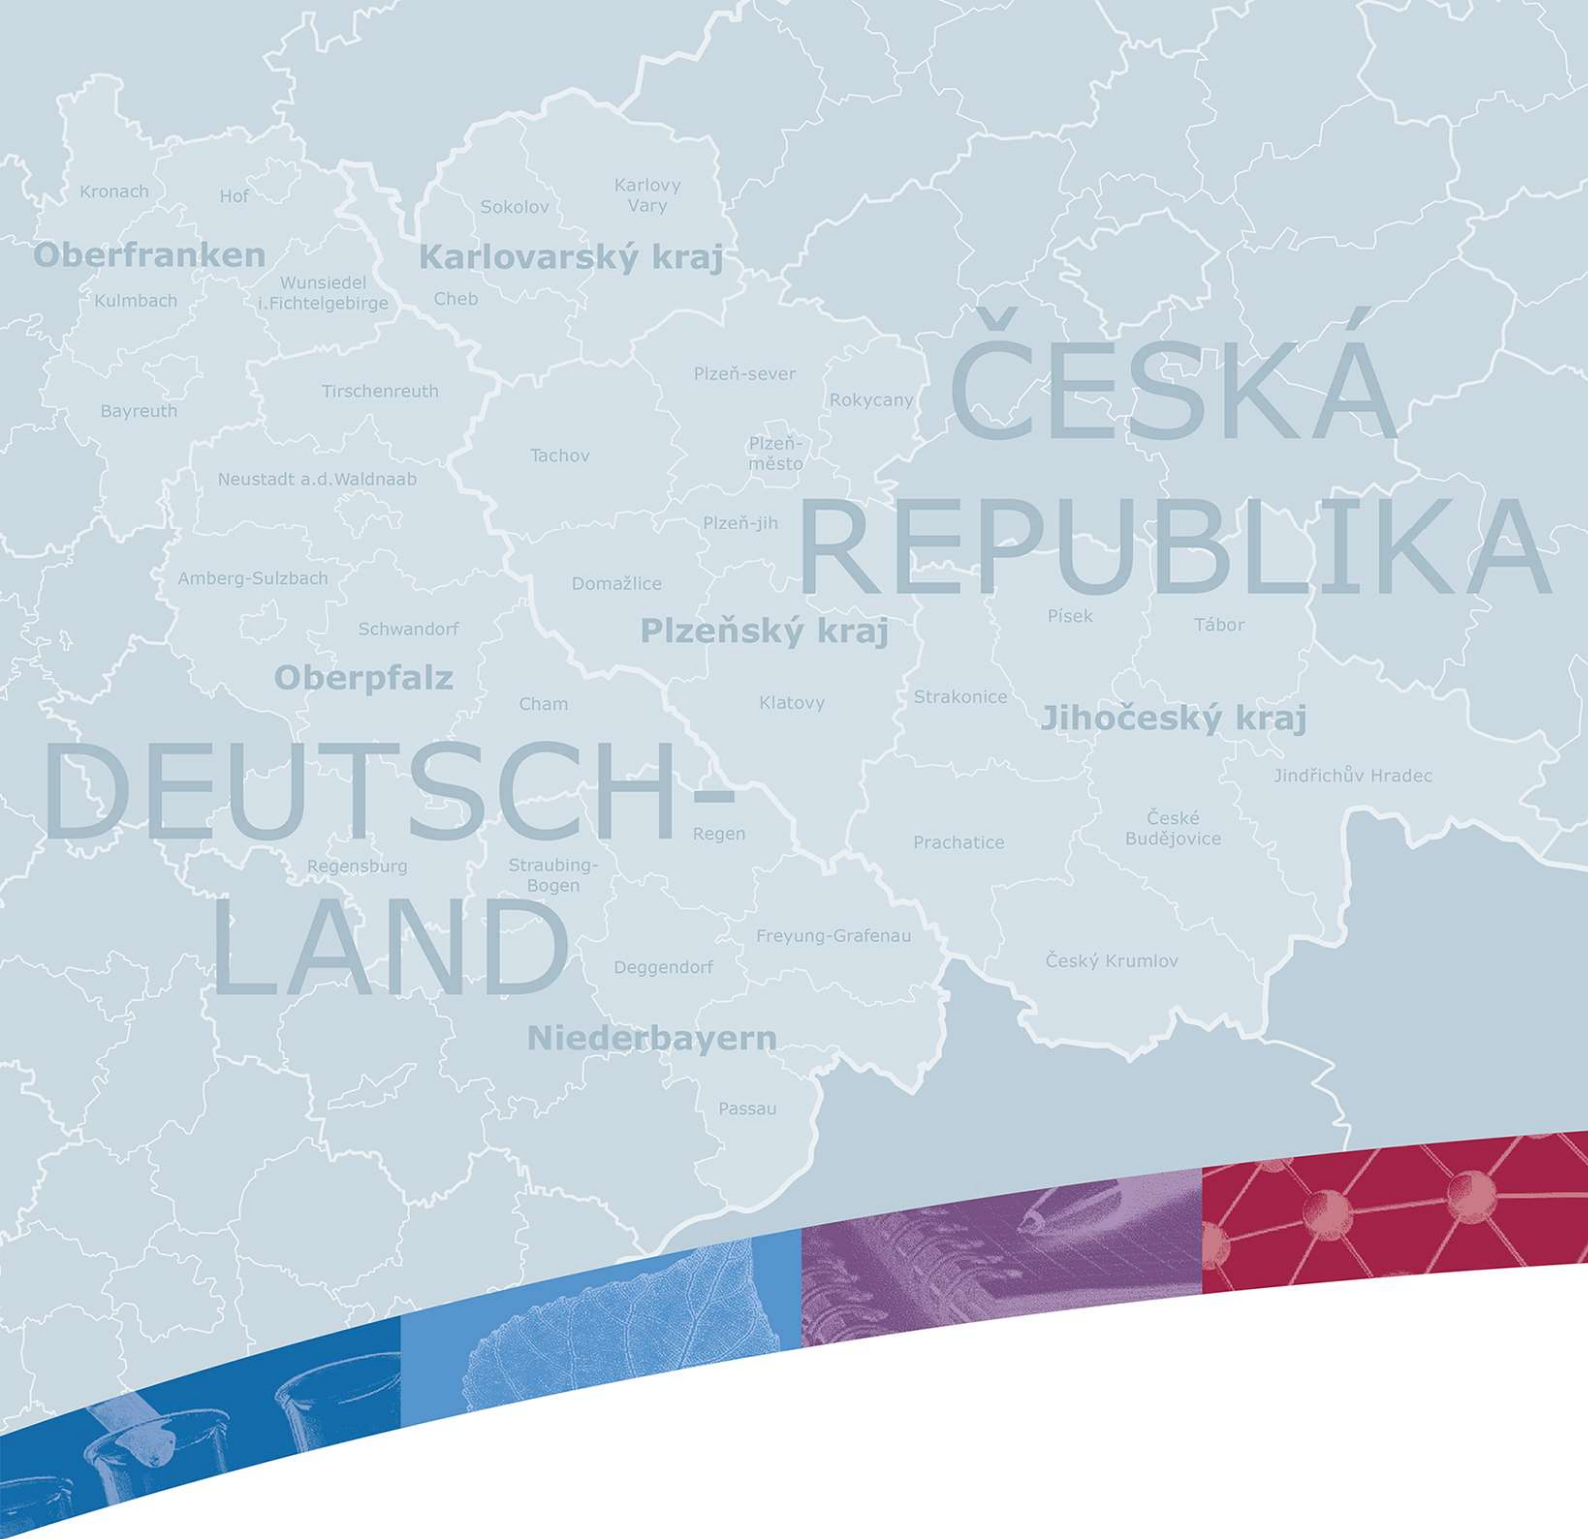 Kronach
Hof
Sokolov
Karlovy
Vary
Oberfranken
Karlovarský kraj
Wunsiedel
i.Fichtelgebirge
Kulmbach
Cheb
ČESKÁ
REPUBLIKA
Plzeň-sever
Tirschenreuth
Rokycany
Bayreuth
Plzeň-
město
Tachov
Neustadt a.d.Waldnaab
Plzeň-jih
Amberg-Sulzbach
Domažlice
Písek
Tábor
Schwandorf
Plzeňský kraj
Oberpfalz
Cham
Klatovy
Strakonice
Jihočeský kraj
DEUTSCH-
LAND
Jindřichův Hradec
České
Budějovice
Regen
Prachatice
Regensburg
Straubing-
Bogen
Freyung-Grafenau
Deggendorf
Český Krumlov
Niederbayern
Passau